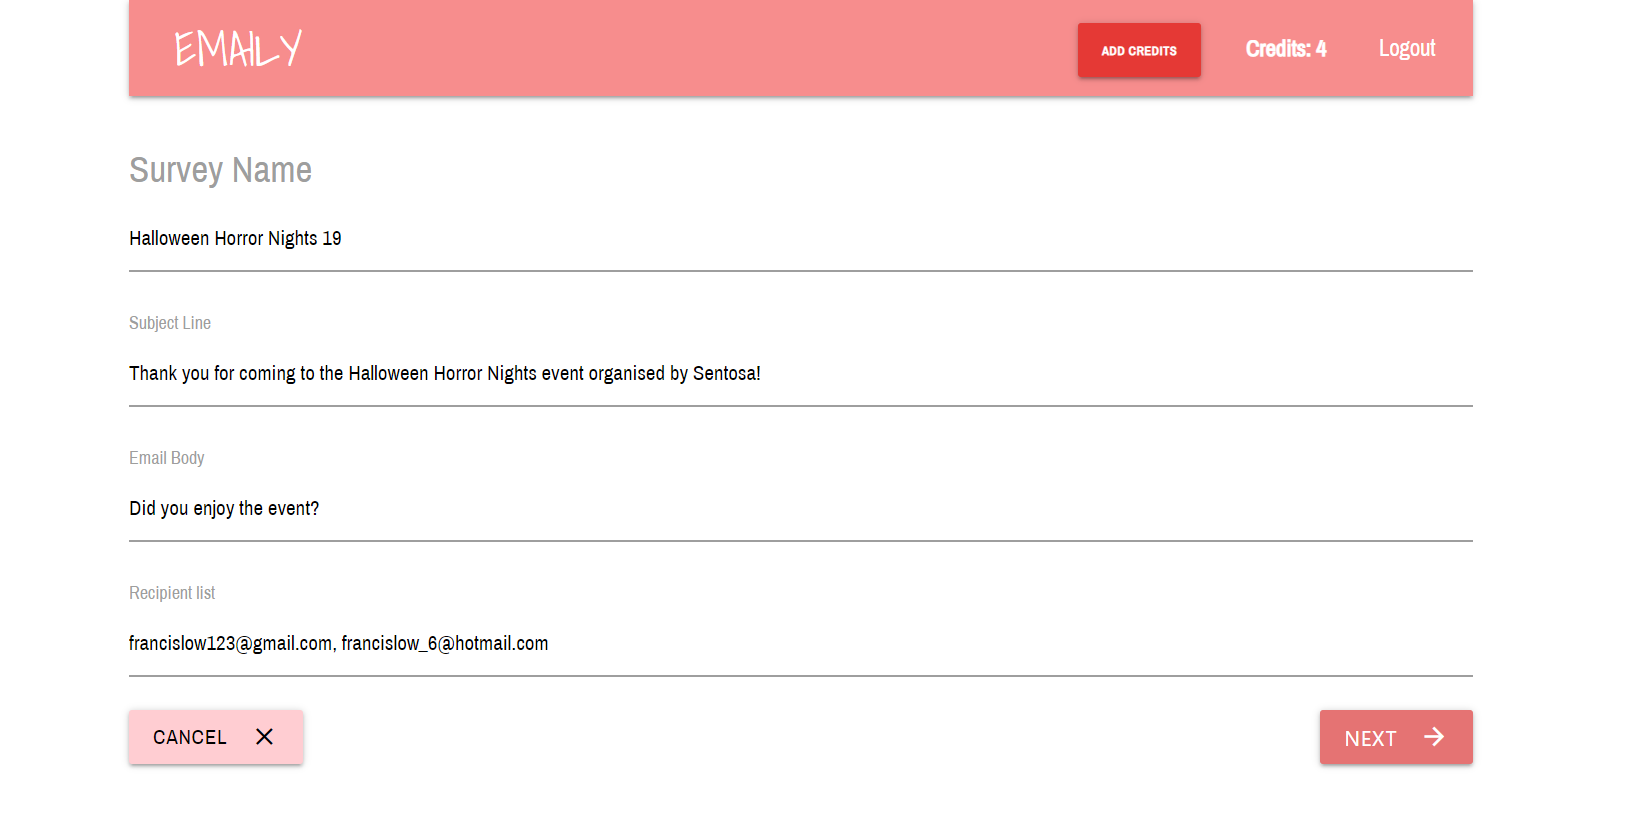 EMAILY
ADD CREDITS
Credits: 4
Logout
Survey Name
Halloween Horror Nights 19
Subject Line
Thank you for coming to the Halloween Horror Nights event organised by Sentosa!
Email Body
Did you enjoy the event?
Recipient list
francislow123@gmail.com, francislow_6@hotmail.com
CANCEL
NEXT